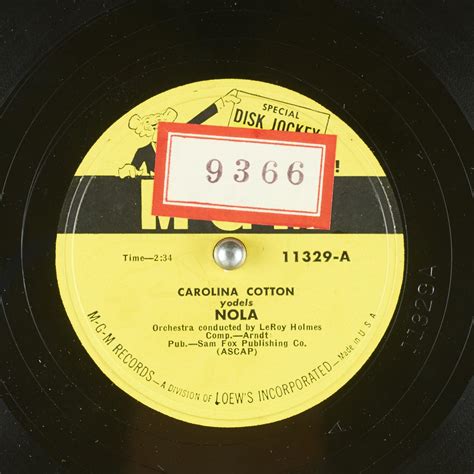 SPECIAL
DISK JOCKEY
!
9366
M-G-M
Time—2:34
11329-A
CAROLINA COTTON
yodels
NOLA
Orchestra conducted by LeRoy Holmes
Comp.—Arndt
Pub.—Sam Fox Publishing Co.
(ASCAP)
M-G-M RECORDS—A DIVISION OF LOEW'S INCORPORATED—Made in U.S.A
11329A